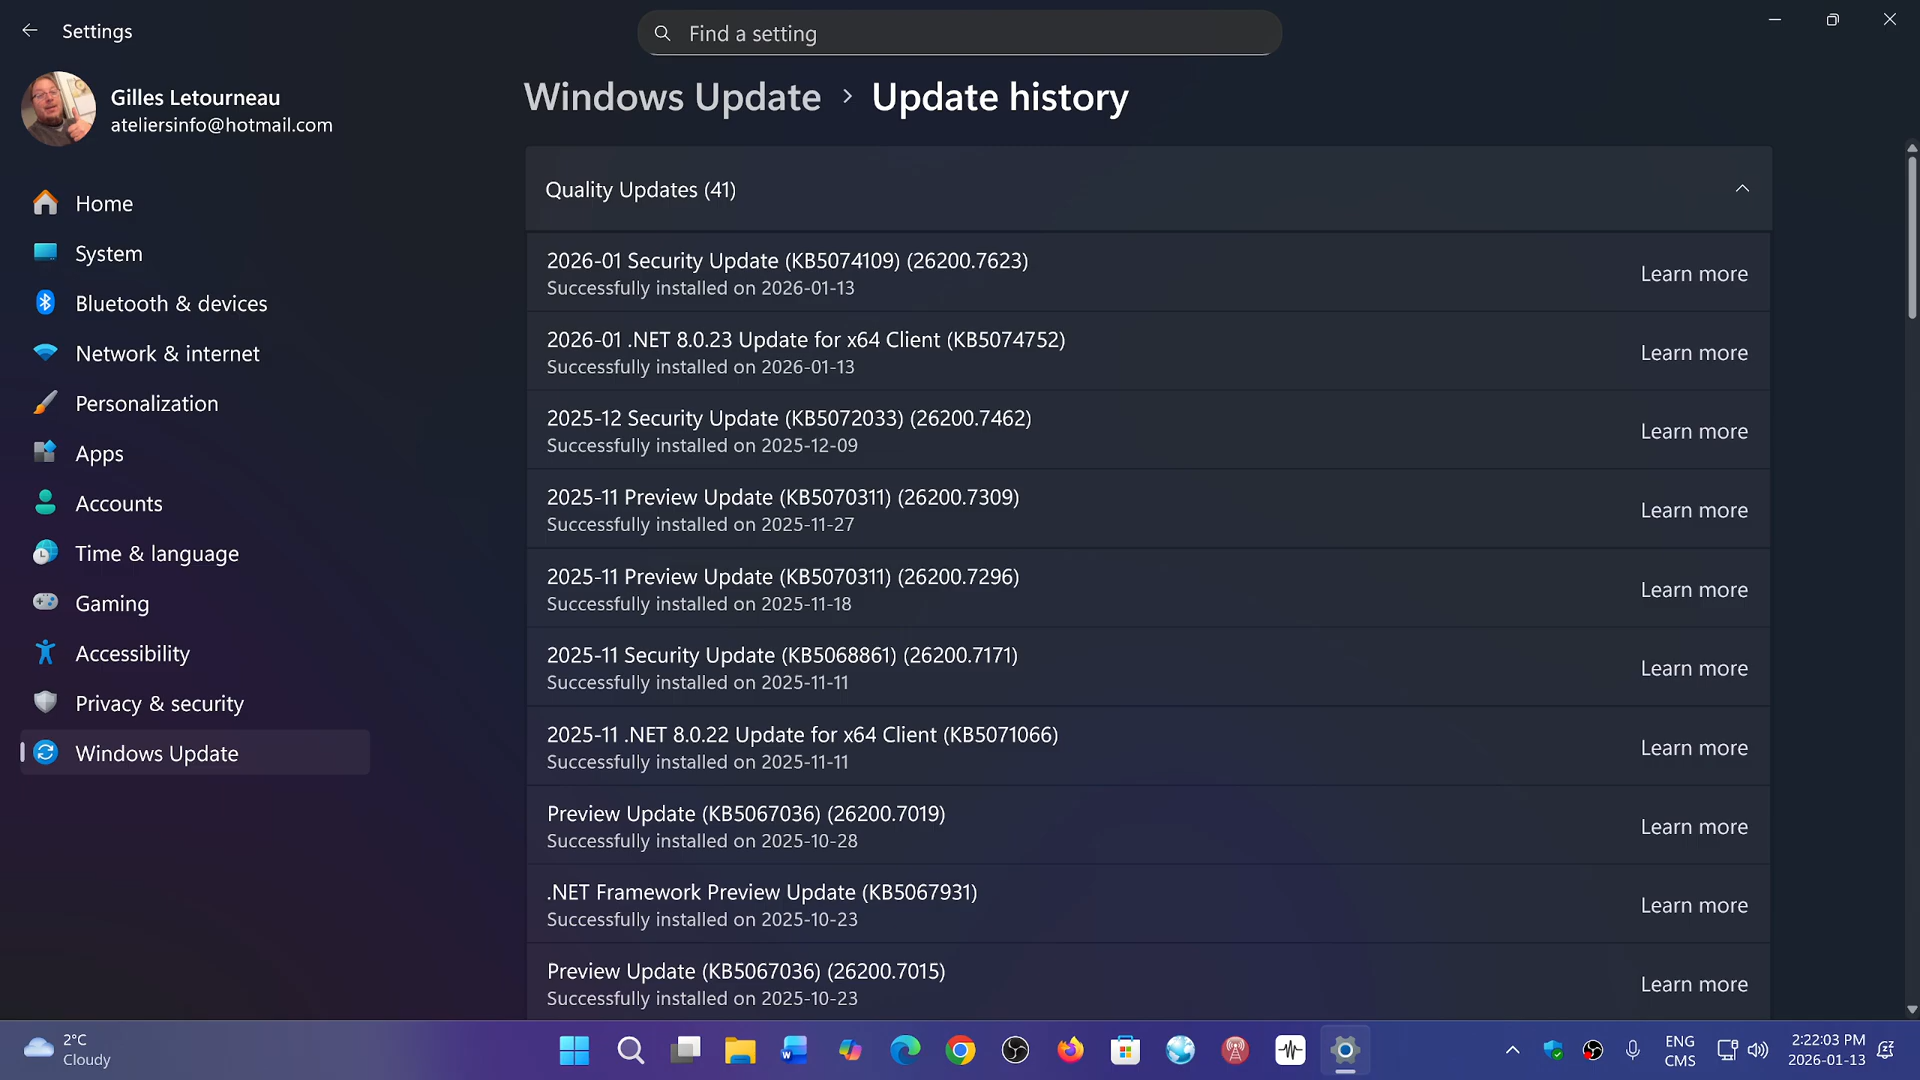 Settings
Find a setting
Gilles Letourneau
ateliersinfo@hotmail.com
Home
System
Bluetooth & devices
Network & internet
Personalization
Apps
Accounts
Time & language
Gaming
Accessibility
Privacy & security
Windows Update
Windows Update > Update history
Quality Updates (41)
2026-01 Security Update (KB5074109) (26200.7623)
Successfully installed on 2026-01-13
Learn more
2026-01 .NET 8.0.23 Update for x64 Client (KB5074752)
Successfully installed on 2026-01-13
Learn more
2025-12 Security Update (KB5072033) (26200.7462)
Successfully installed on 2025-12-09
Learn more
2025-11 Preview Update (KB5070311) (26200.7309)
Successfully installed on 2025-11-27
Learn more
2025-11 Preview Update (KB5070311) (26200.7296)
Successfully installed on 2025-11-18
Learn more
2025-11 Security Update (KB5068861) (26200.7171)
Successfully installed on 2025-11-11
Learn more
2025-11 .NET 8.0.22 Update for x64 Client (KB5071066)
Successfully installed on 2025-11-11
Learn more
Preview Update (KB5067036) (26200.7019)
Successfully installed on 2025-10-28
Learn more
.NET Framework Preview Update (KB5067931)
Successfully installed on 2025-10-23
Learn more
Preview Update (KB5067036) (26200.7015)
Successfully installed on 2025-10-23
Learn more
2°C
Cloudy
ENG
CMS
2:22:03 PM
2026-01-13